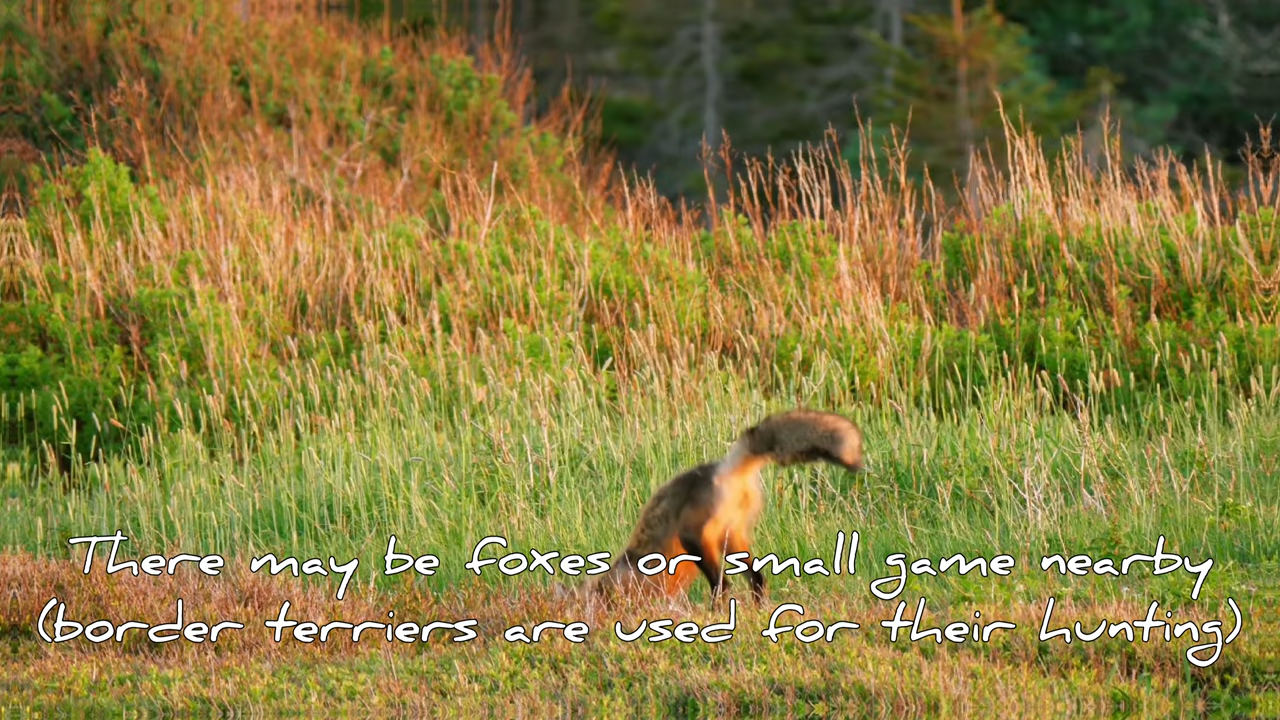 There may be foxes or small game nearby
(border terriers are used for their hunting)